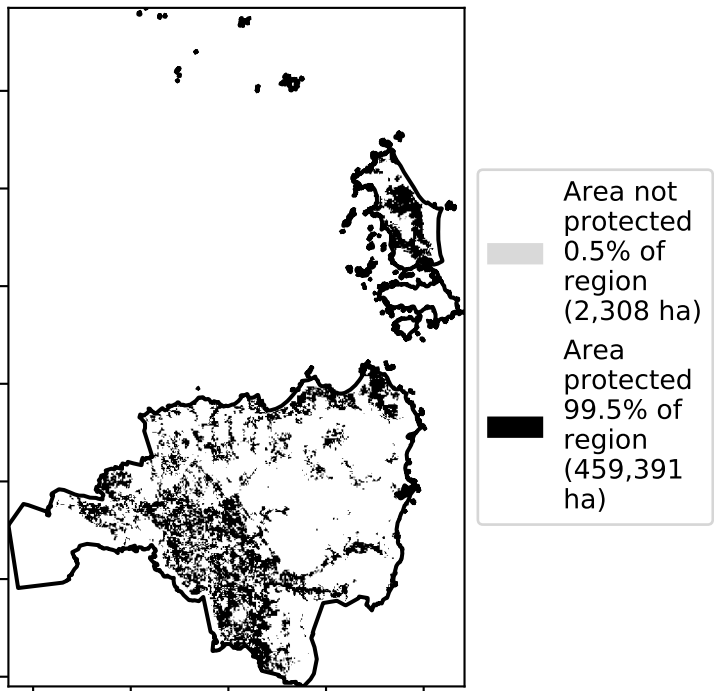 Area not
protected
0.5% of
region
(2,308 ha)
Area
protected
99.5% of
region
(459,391
ha)